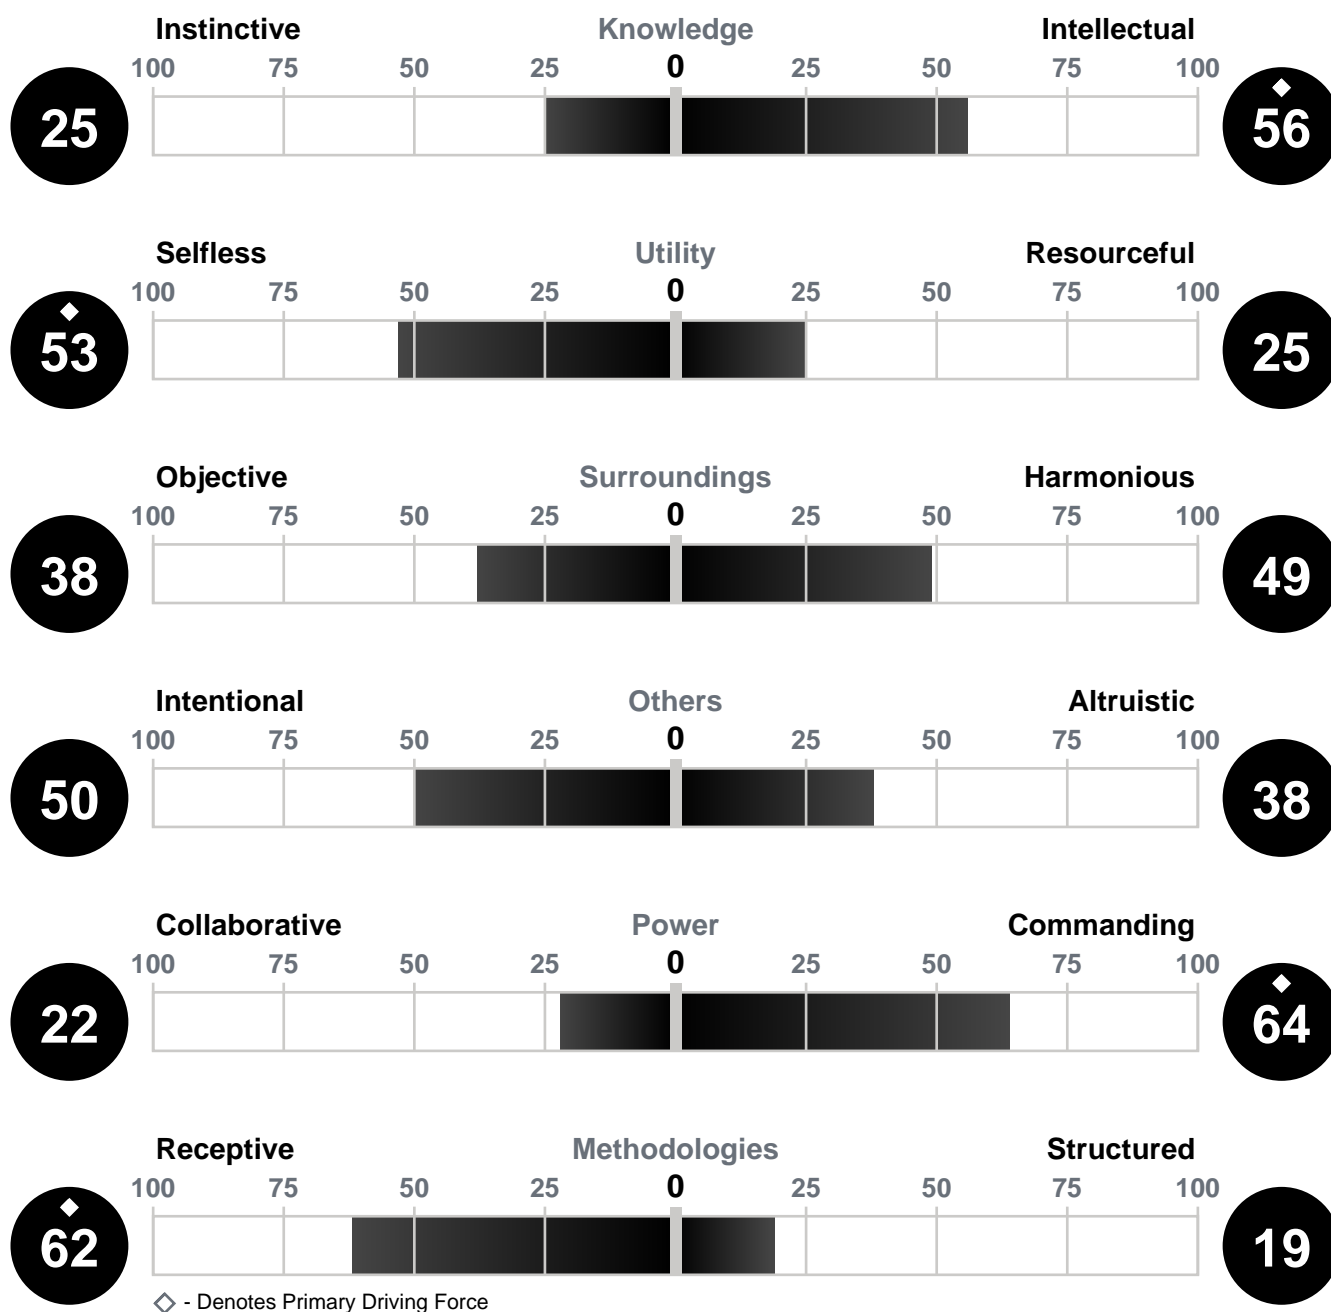 Instinctive Knowledge Intellectual
100 75 50 25 0 25 50 75 100
25 56
Selfless Utility Resourceful
100 75 50 25 0 25 50 75 100
53 25
Objective Surroundings Harmonious
100 75 50 25 0 25 50 75 100
38 49
Intentional Others Altruistic
100 75 50 25 0 25 50 75 100
50 38
Collaborative Power Commanding
100 75 50 25 0 25 50 75 100
22 64
Receptive Methodologies Structured
100 75 50 25 0 25 50 75 100
62 19
- Denotes Primary Driving Force